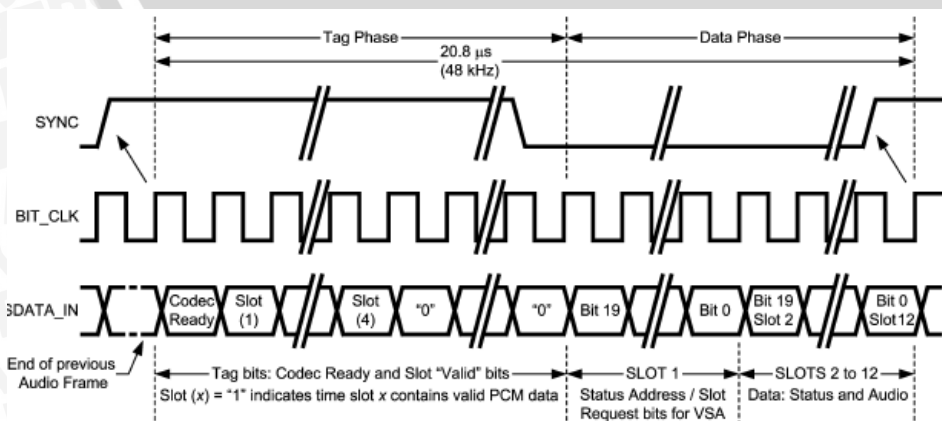 Tag Phase
Data Phase
20.8 µs
(48 kHz)
SYNC
BIT_CLK
SDATA_IN
Codec
Ready
Slot
(1)
Slot
(4)
"0"
"0"
Bit 19
Bit 0
Bit 19
Slot 2
Bit 0
Slot12
End of previous
Audio Frame
Tag bits: Codec Ready and Slot "Valid" bits
Slot (x) = "1" indicates time slot x contains valid PCM data
SLOT 1
Status Address / Slot
Request bits for VSA
SLOTS 2 to 12
Data: Status and Audio